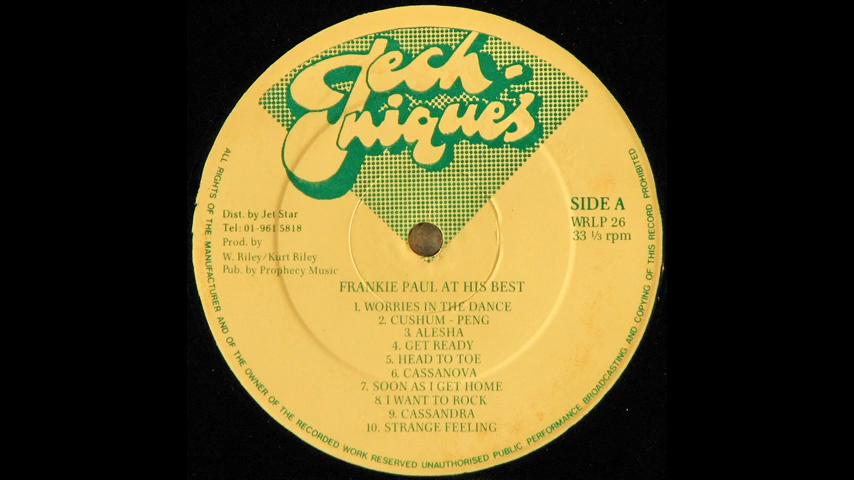 Tech-
niques
Dist. by Jet Star
Tel: 01-961 5818
Prod. by
W. Riley/Kurt Riley
Pub. by Prophecy Music
SIDE A
WRLP 26
33 ⅓ rpm
FRANKIE PAUL AT HIS BEST
1. WORRIES IN THE DANCE
2. CUSHUM - PENG
3. ALESHA
4. GET READY
5. HEAD TO TOE
6. CASSANOVA
7. SOON AS I GET HOME
8. I WANT TO ROCK
9. CASSANDRA
10. STRANGE FEELING
ALL RIGHTS OF THE MANUFACTURER AND OF THE OWNER OF THE RECORDED WORK RESERVED UNAUTHORISED PUBLIC PERFORMANCE BROADCASTING AND COPYING OF THIS RECORD PROHIBITED